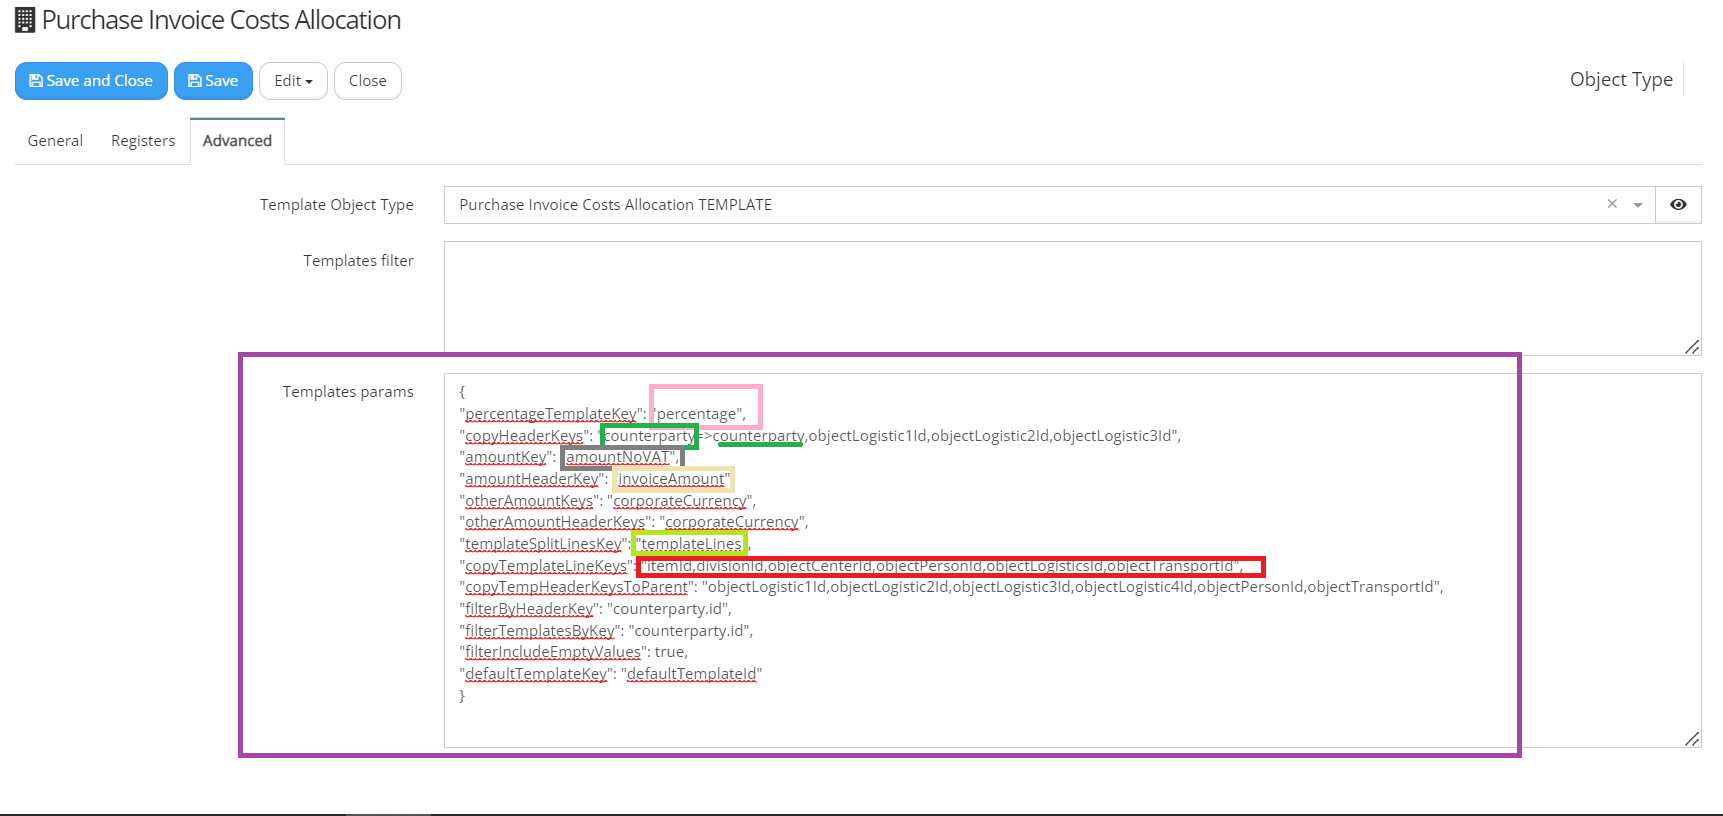 Purchase Invoice Costs Allocation
Save and Close Save Edit Close
Object Type
General Registers Advanced
Template Object Type Purchase Invoice Costs Allocation TEMPLATE
Templates filter
Templates params
{
"percentageTemplateKey": "percentage",
"copyHeaderKeys": "counterparty=>counterparty,objectLogistic1Id,objectLogistic2Id,objectLogistic3Id",
"amountKey": "amountNoVAT",
"amountHeaderKey": "invoiceAmount"
"otherAmountKeys": "corporateCurrency",
"otherAmountHeaderKeys": "corporateCurrency",
"templateSplitLinesKey": "templateLines",
"copyTemplateLineKeys": "itemId,divisionId,objectCenterId,objectPersonId,objectLogisticsId,objectTransportId",
"copyTempHeaderKeysToParent": "objectLogistic1Id,objectLogistic2Id,objectLogistic3Id,objectLogistic4Id,objectPersonId,objectTransportId",
"filterByHeaderKey": "counterparty.id",
"filterTemplatesByKey": "counterparty.id",
"filterIncludeEmptyValues": true,
"defaultTemplateKey": "defaultTemplateId"
}